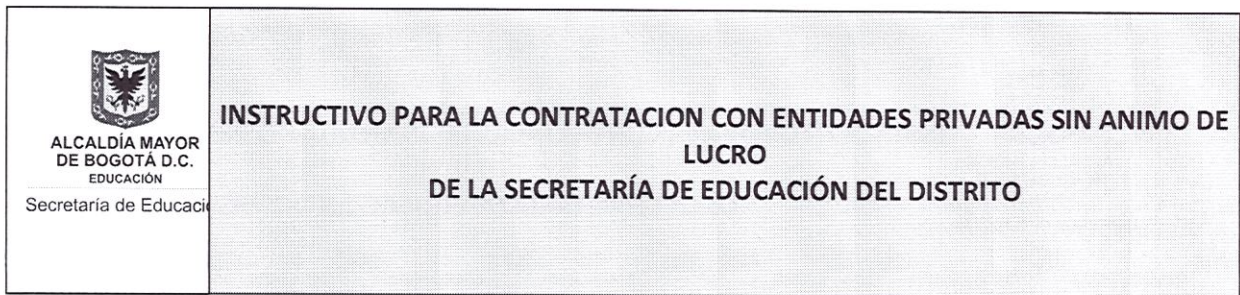 ALCALDÍA MAYOR
DE BOGOTÁ D.C.
EDUCACIÓN
Secretaría de Educació
INSTRUCTIVO PARA LA CONTRATACION CON ENTIDADES PRIVADAS SIN ANIMO DE
LUCRO
DE LA SECRETARÍA DE EDUCACIÓN DEL DISTRITO